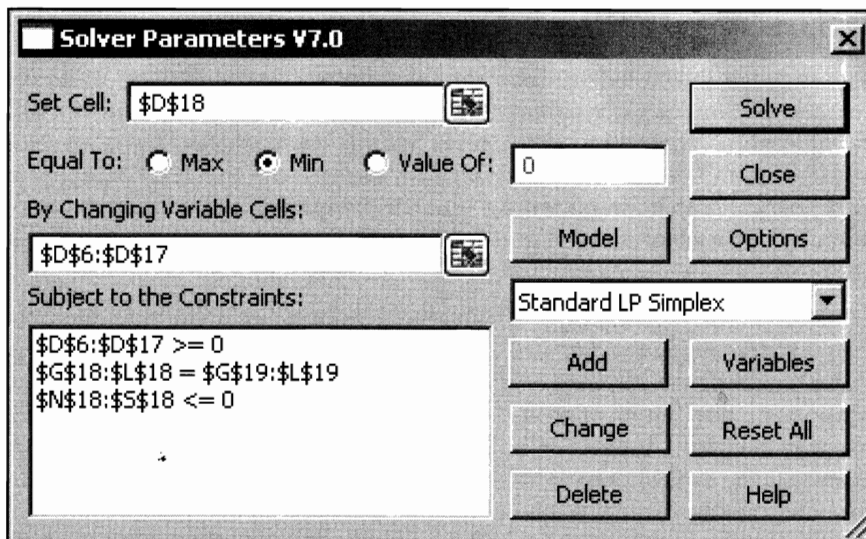 Solver Parameters V7.0
Set Cell: $D$18
Solve
Equal To: Max Min Value Of: 0
Close
By Changing Variable Cells:
$D$6:$D$17
Model
Options
Subject to the Constraints:
Standard LP Simplex
$D$6:$D$17 >= 0
$G$18:$L$18 = $G$19:$L$19
$N$18:$S$18 <= 0
Add
Variables
Change
Reset All
Delete
Help